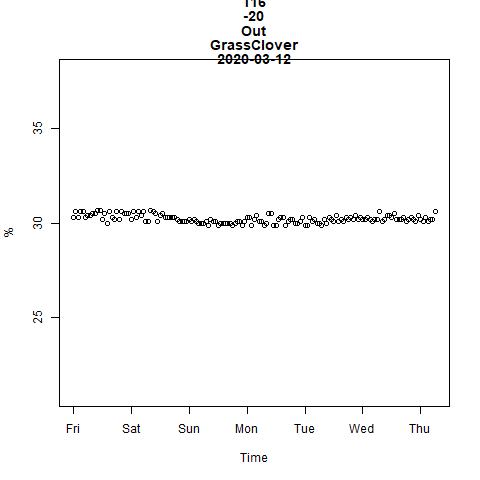 T16
-20
Out
GrassClover
2020-03-12
%
35
30
25
Fri Sat Sun Mon Tue Wed Thu
Time